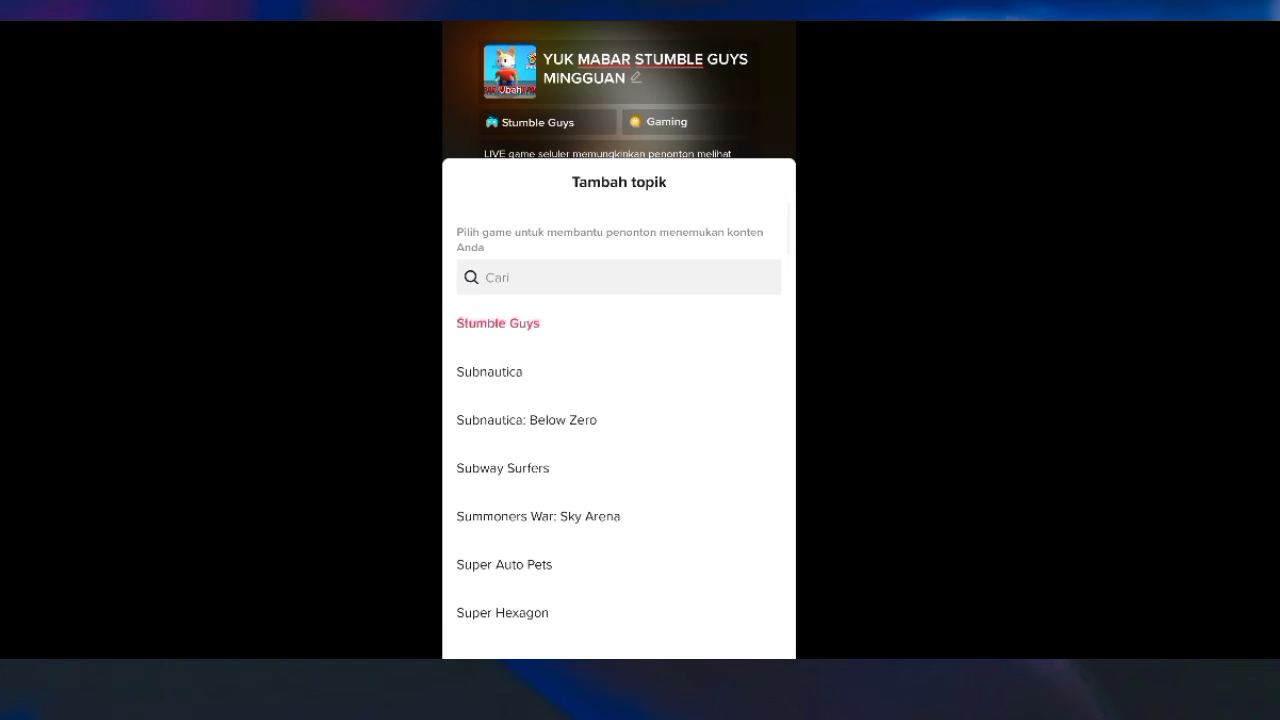 YUK MABAR STUMBLE GUYS
MINGGUAN
Ubah
Stumble Guys
Gaming
LIVE game seluler memungkinkan penonton melihat
Tambah topik
Pilih game untuk membantu penonton menemukan konten
Anda
Cari
Stumble Guys
Subnautica
Subnautica: Below Zero
Subway Surfers
Summoners War: Sky Arena
Super Auto Pets
Super Hexagon